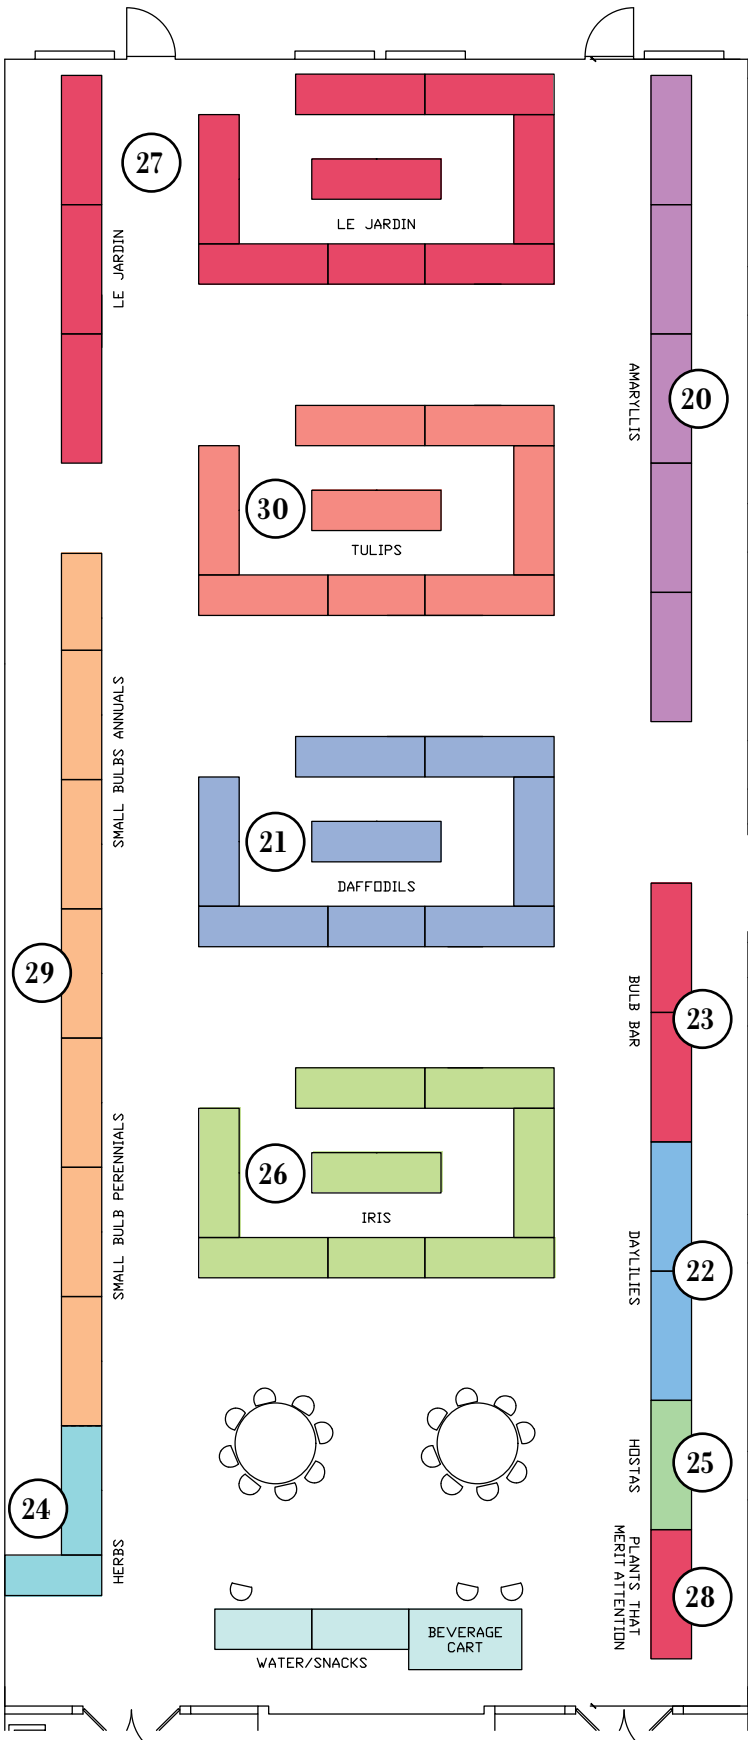 27
LE JARDIN
LE JARDIN
AMARYLLIS
20
30
TULIPS
SMALL BULBS ANNUALS
21
DAFFODILS
29
BULB BAR
23
SMALL BULB PERENNIALS
26
IRIS
DAYLILIES
22
HOSTAS
25
24
HERBS
PLANTS THAT
MERIT ATTENTION
28
BEVERAGE
CART
WATER/SNACKS